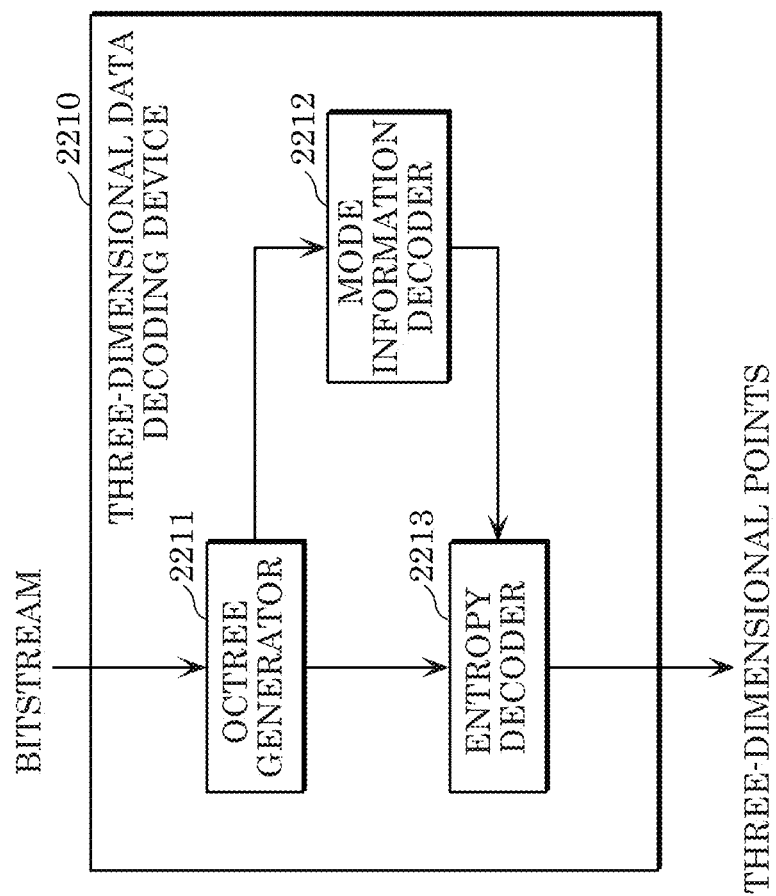 BITSTREAM
2210
THREE-DIMENSIONAL DATA
DECODING DEVICE
2211
OCTREE
GENERATOR
2212
MODE
INFORMATION
DECODER
2213
ENTROPY
DECODER
THREE-DIMENSIONAL POINTS